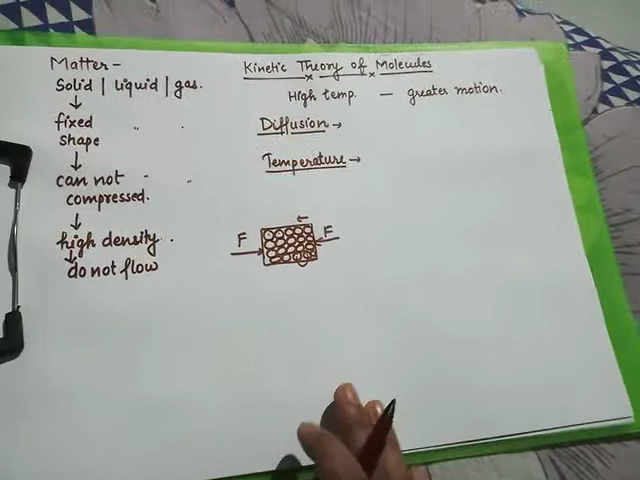 Matter -
Solid | liquid | gas.
↓
fixed " .
shape
↓
can not " "
compressed.
↓
high density .
↓
do not flow
Kinetic Theory of Molecules
High temp. — greater motion.
Diffusion →
Temperature →
←
F → ← F